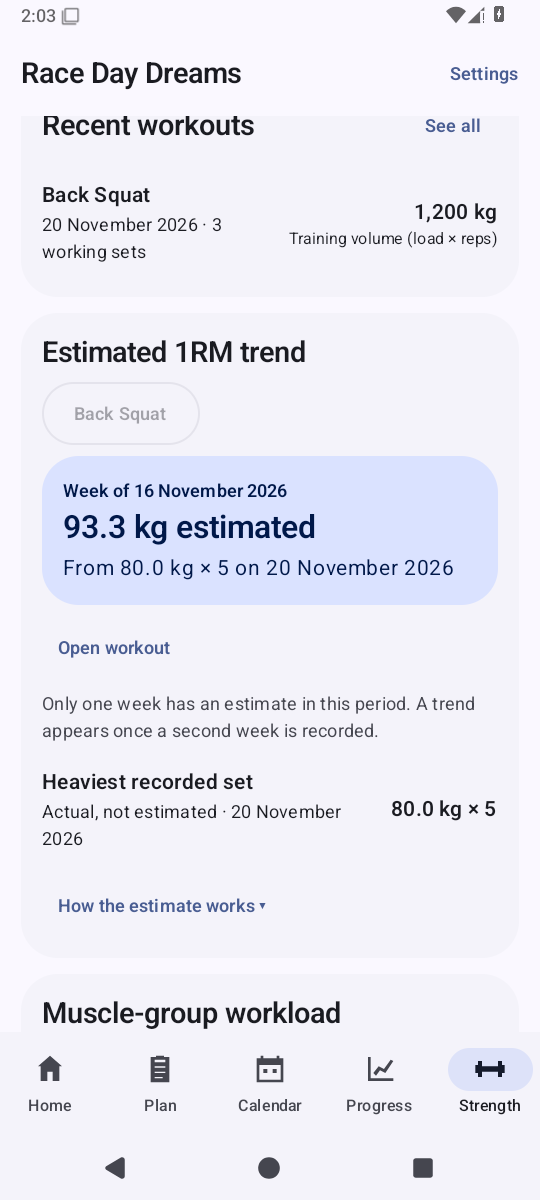 2:03
Race Day Dreams
Settings
Recent workouts
See all
Back Squat
20 November 2026 · 3
working sets
1,200 kg
Training volume (load × reps)
Estimated 1RM trend
Back Squat
Week of 16 November 2026
93.3 kg estimated
From 80.0 kg × 5 on 20 November 2026
Open workout
Only one week has an estimate in this period. A trend
appears once a second week is recorded.
Heaviest recorded set
Actual, not estimated · 20 November
2026
80.0 kg × 5
How the estimate works ▾
Muscle-group workload
Home
Plan
Calendar
Progress
Strength